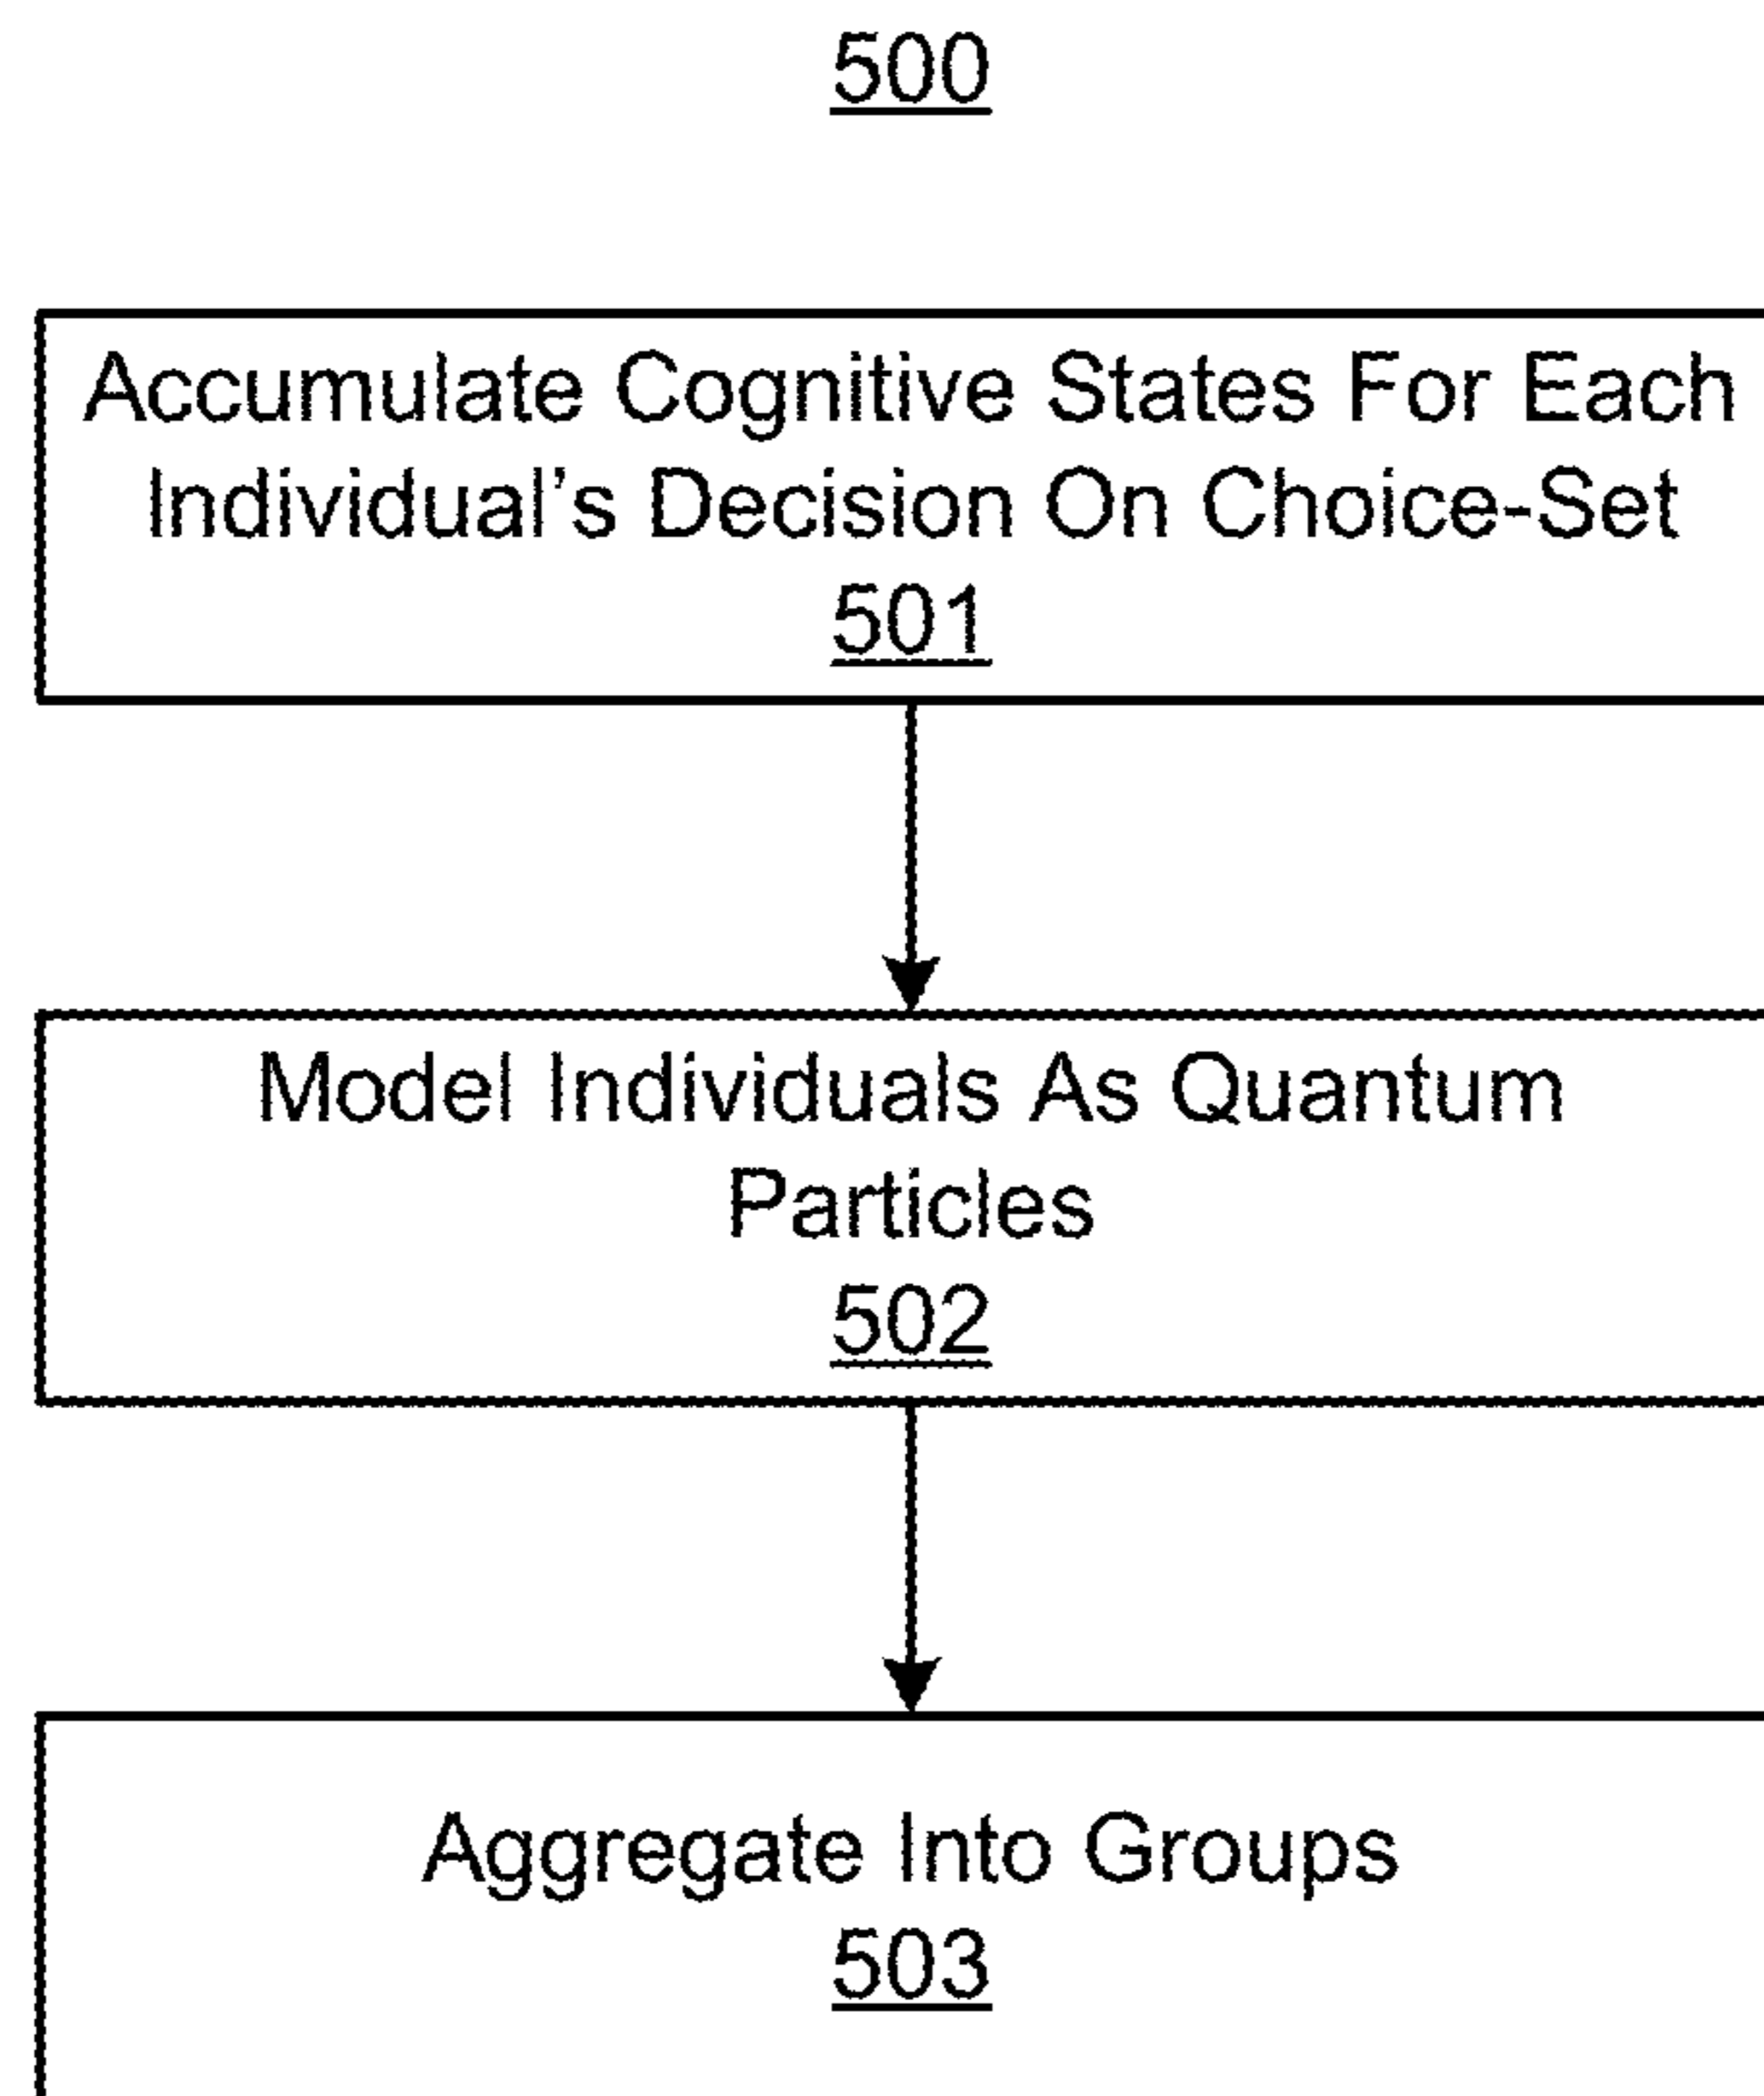 500
Accumulate Cognitive States For Each
Individual’s Decision On Choice-Set
501
Model Individuals As Quantum
Particles
502
Aggregate Into Groups
503